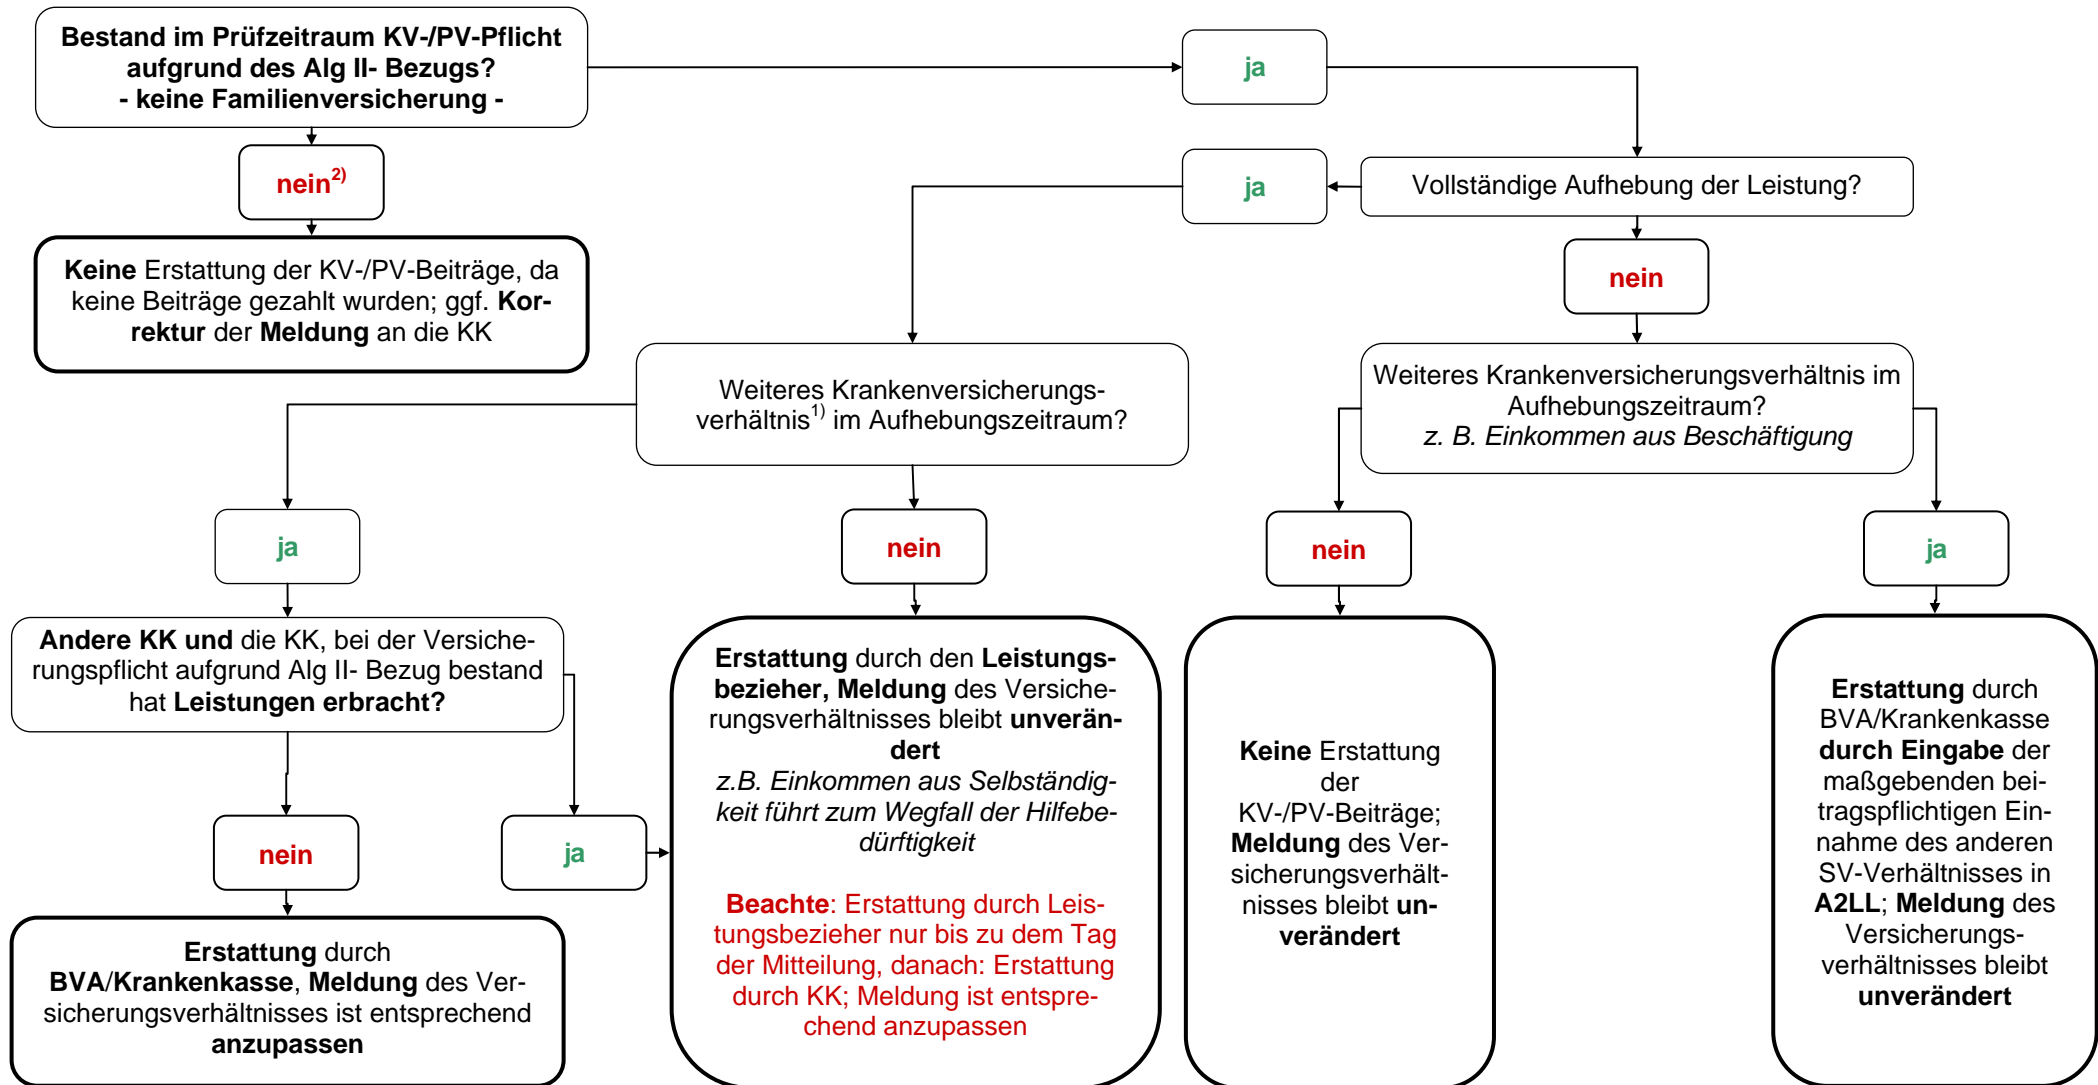 Bestand im Prüfzeitraum KV-/PV-Pflicht
aufgrund des Alg II- Bezugs?
- keine Familienversicherung -
ja
nein2)
ja
Vollständige Aufhebung der Leistung?
Keine Erstattung der KV-/PV-Beiträge, da
keine Beiträge gezahlt wurden; ggf. Kor-
rektur der Meldung an die KK
nein
Weiteres Krankenversicherungs-
verhältnis1) im Aufhebungszeitraum?
Weiteres Krankenversicherungsverhältnis im
Aufhebungszeitraum?
z. B. Einkommen aus Beschäftigung
ja
nein
nein
ja
Andere KK und die KK, bei der Versiche-
rungspflicht aufgrund Alg II- Bezug bestand
hat Leistungen erbracht?
nein
ja
Erstattung durch
BVA/Krankenkasse, Meldung des Ver-
sicherungsverhältnisses ist entsprechend
anzupassen
Erstattung durch den Leistungs-
bezieher, Meldung des Versiche-
rungsverhältnisses bleibt unverän-
dert
z.B. Einkommen aus Selbständig-
keit führt zum Wegfall der Hilfebe-
dürftigkeit
Beachte: Erstattung durch Leis-
tungsbezieher nur bis zu dem Tag
der Mitteilung, danach: Erstattung
durch KK; Meldung ist entspre-
chend anzupassen
Keine Erstattung
der
KV-/PV-Beiträge;
Meldung des Ver-
sicherungsverhält-
nisses bleibt un-
verändert
Erstattung durch
BVA/Krankenkasse
durch Eingabe der
maßgebenden bei-
tragspflichtigen Ein-
nahme des anderen
SV-Verhältnisses in
A2LL; Meldung des
Versicherungs-
verhältnisses bleibt
unverändert